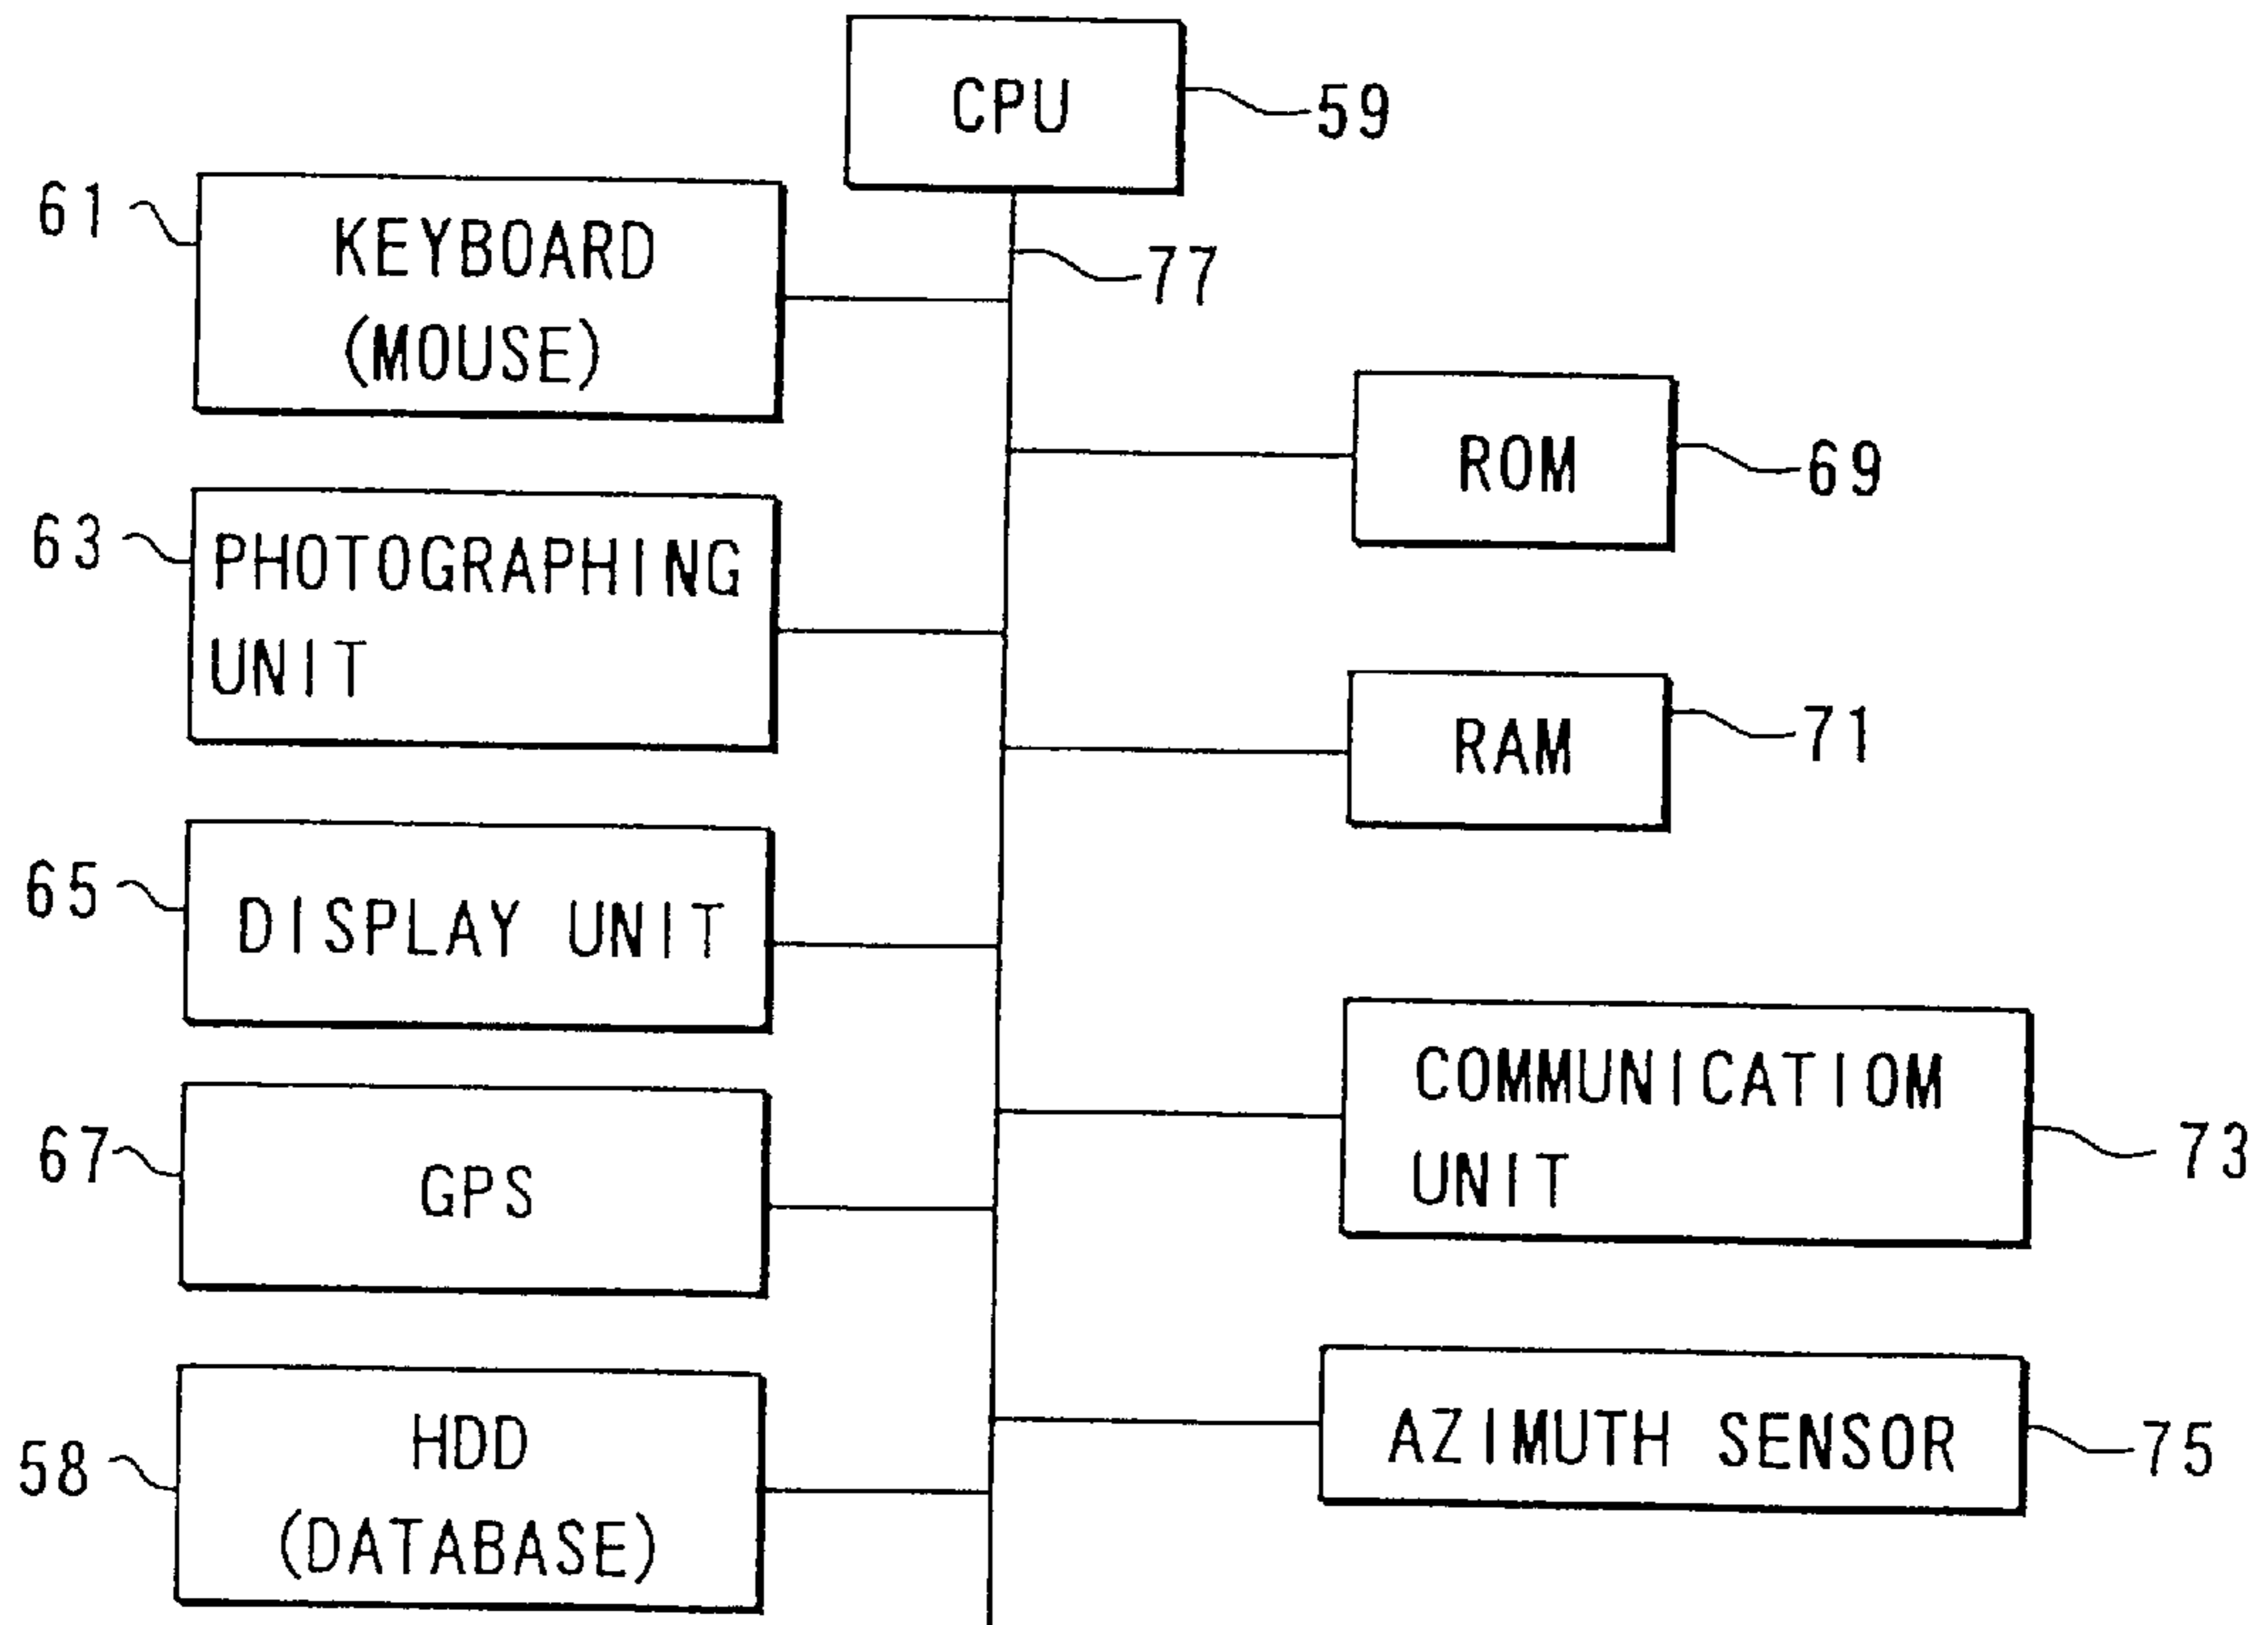 CPU
59
61
KEYBOARD
(MOUSE)
77
ROM
69
63
PHOTOGRAPHING
UNIT
RAM
71
65
DISPLAY UNIT
COMMUNICATIOM
UNIT
73
67
GPS
AZIMUTH SENSOR
75
58
HDD
(DATABASE)